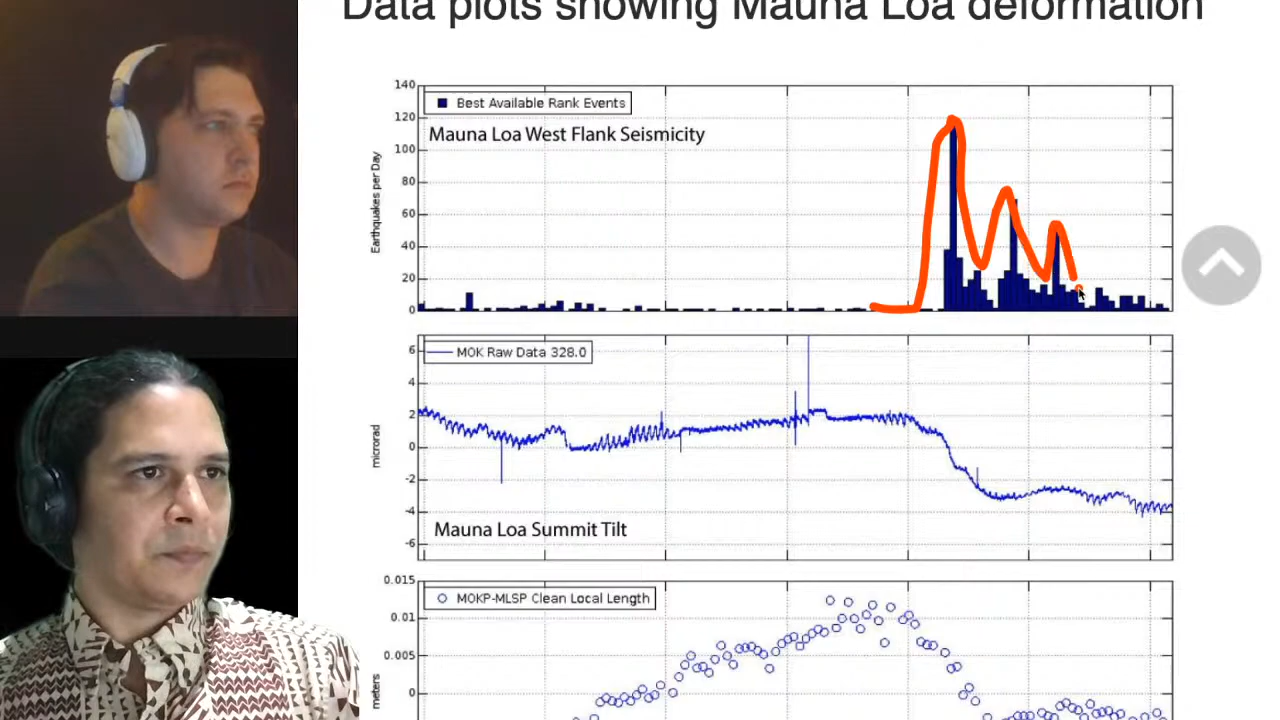 Data plots showing Mauna Loa deformation
140
Best Available Rank Events
120
Mauna Loa West Flank Seismicity
100
80
60
40
20
0
Earthquakes per Day
6
MOK Raw Data 328.0
4
2
0
-2
-4
Mauna Loa Summit Tilt
-6
microrad
0.015
MOKP-MLSP Clean Local Length
0.01
0.005
0
meters